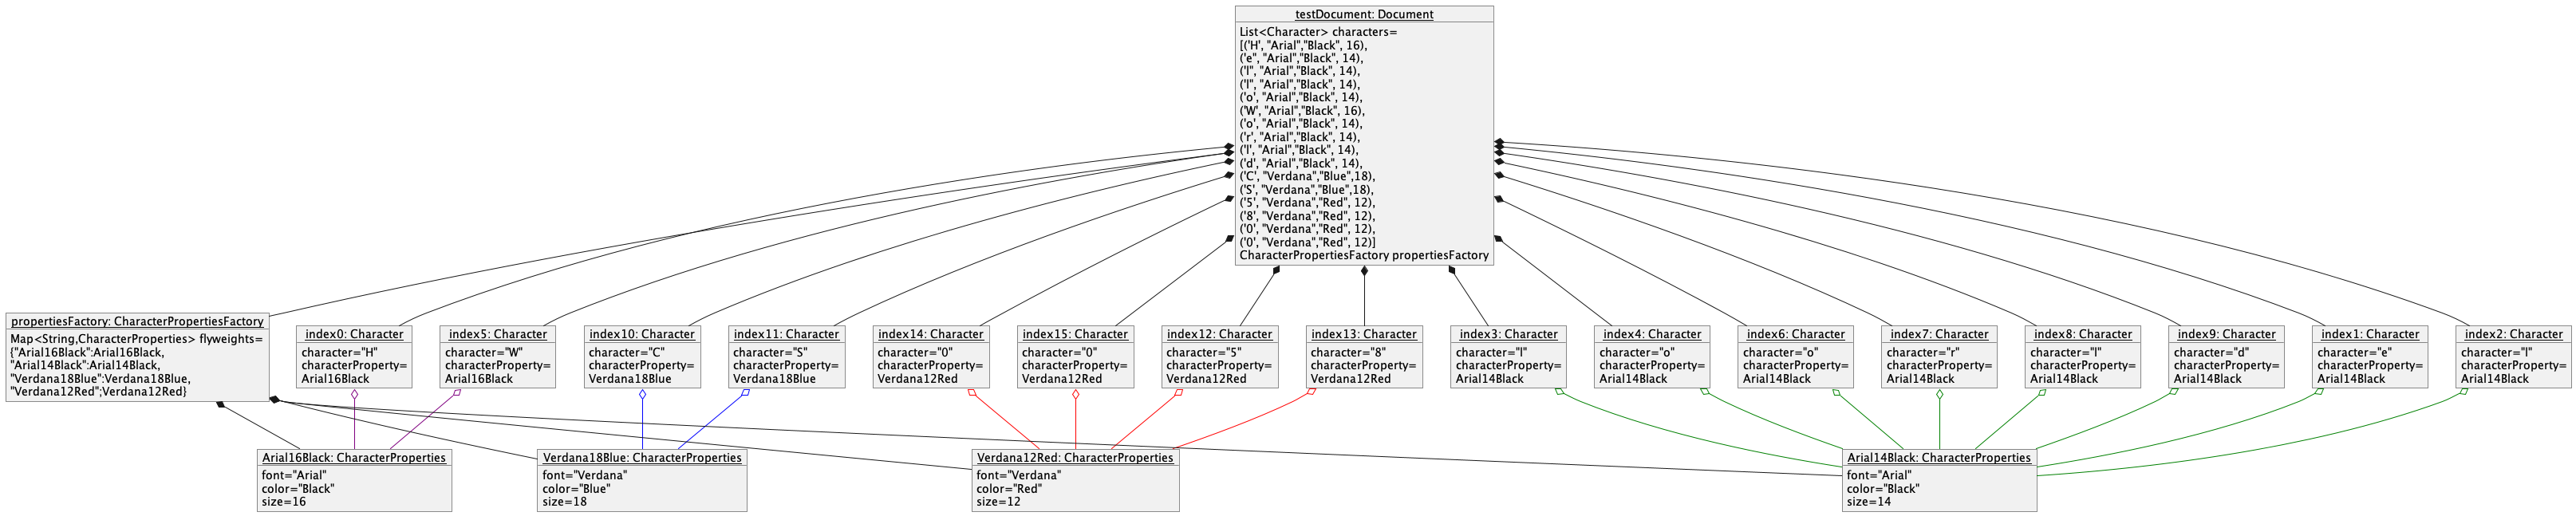 testDocument: Document
List<Character> characters=
[('H', "Arial","Black", 16),
('e", "Arial","Black", 14),
('l", "Arial","Black", 14),
('l", "Arial","Black", 14),
('o', "Arial","Black", 14),
('W', "Arial","Black", 16),
('o', "Arial","Black", 14),
('r', "Arial","Black", 14),
('l', "Arial","Black", 14),
('d', "Arial","Black", 14),
('C', "Verdana","Blue",18),
('S', "Verdana","Blue",18),
('5', "Verdana","Red", 12),
('8', "Verdana","Red", 12),
('0', "Verdana","Red", 12),
('0', "Verdana","Red", 12)]
CharacterPropertiesFactory propertiesFactory
propertiesFactory: CharacterPropertiesFactory
Map<String,CharacterProperties> flyweights=
{"Arial16Black":Arial16Black,
"Arial14Black":Arial14Black,
"Verdana18Blue":Verdana18Blue,
"Verdana12Red";Verdana12Red}
index0: Character
character="H"
characterProperty=
Arial16Black
index5: Character
character="W"
characterProperty=
Arial16Black
index10: Character
character="C"
characterProperty=
Verdana18Blue
index11: Character
character="S"
characterProperty=
Verdana18Blue
index14: Character
character="0"
characterProperty=
Verdana12Red
index15: Character
character="0"
characterProperty=
Verdana12Red
index12: Character
character="5"
characterProperty=
Verdana12Red
index13: Character
character="8"
characterProperty=
Verdana12Red
index3: Character
character="l"
characterProperty=
Arial14Black
index4: Character
character="o"
characterProperty=
Arial14Black
index6: Character
character="o"
characterProperty=
Arial14Black
index7: Character
character="r"
characterProperty=
Arial14Black
index8: Character
character="l"
characterProperty=
Arial14Black
index9: Character
character="d"
characterProperty=
Arial14Black
index1: Character
character="e"
characterProperty=
Arial14Black
index2: Character
character="l"
characterProperty=
Arial14Black
Arial16Black: CharacterProperties
font="Arial"
color="Black"
size=16
Verdana18Blue: CharacterProperties
font="Verdana"
color="Blue"
size=18
Verdana12Red: CharacterProperties
font="Verdana"
color="Red"
size=12
Arial14Black: CharacterProperties
font="Arial"
color="Black"
size=14